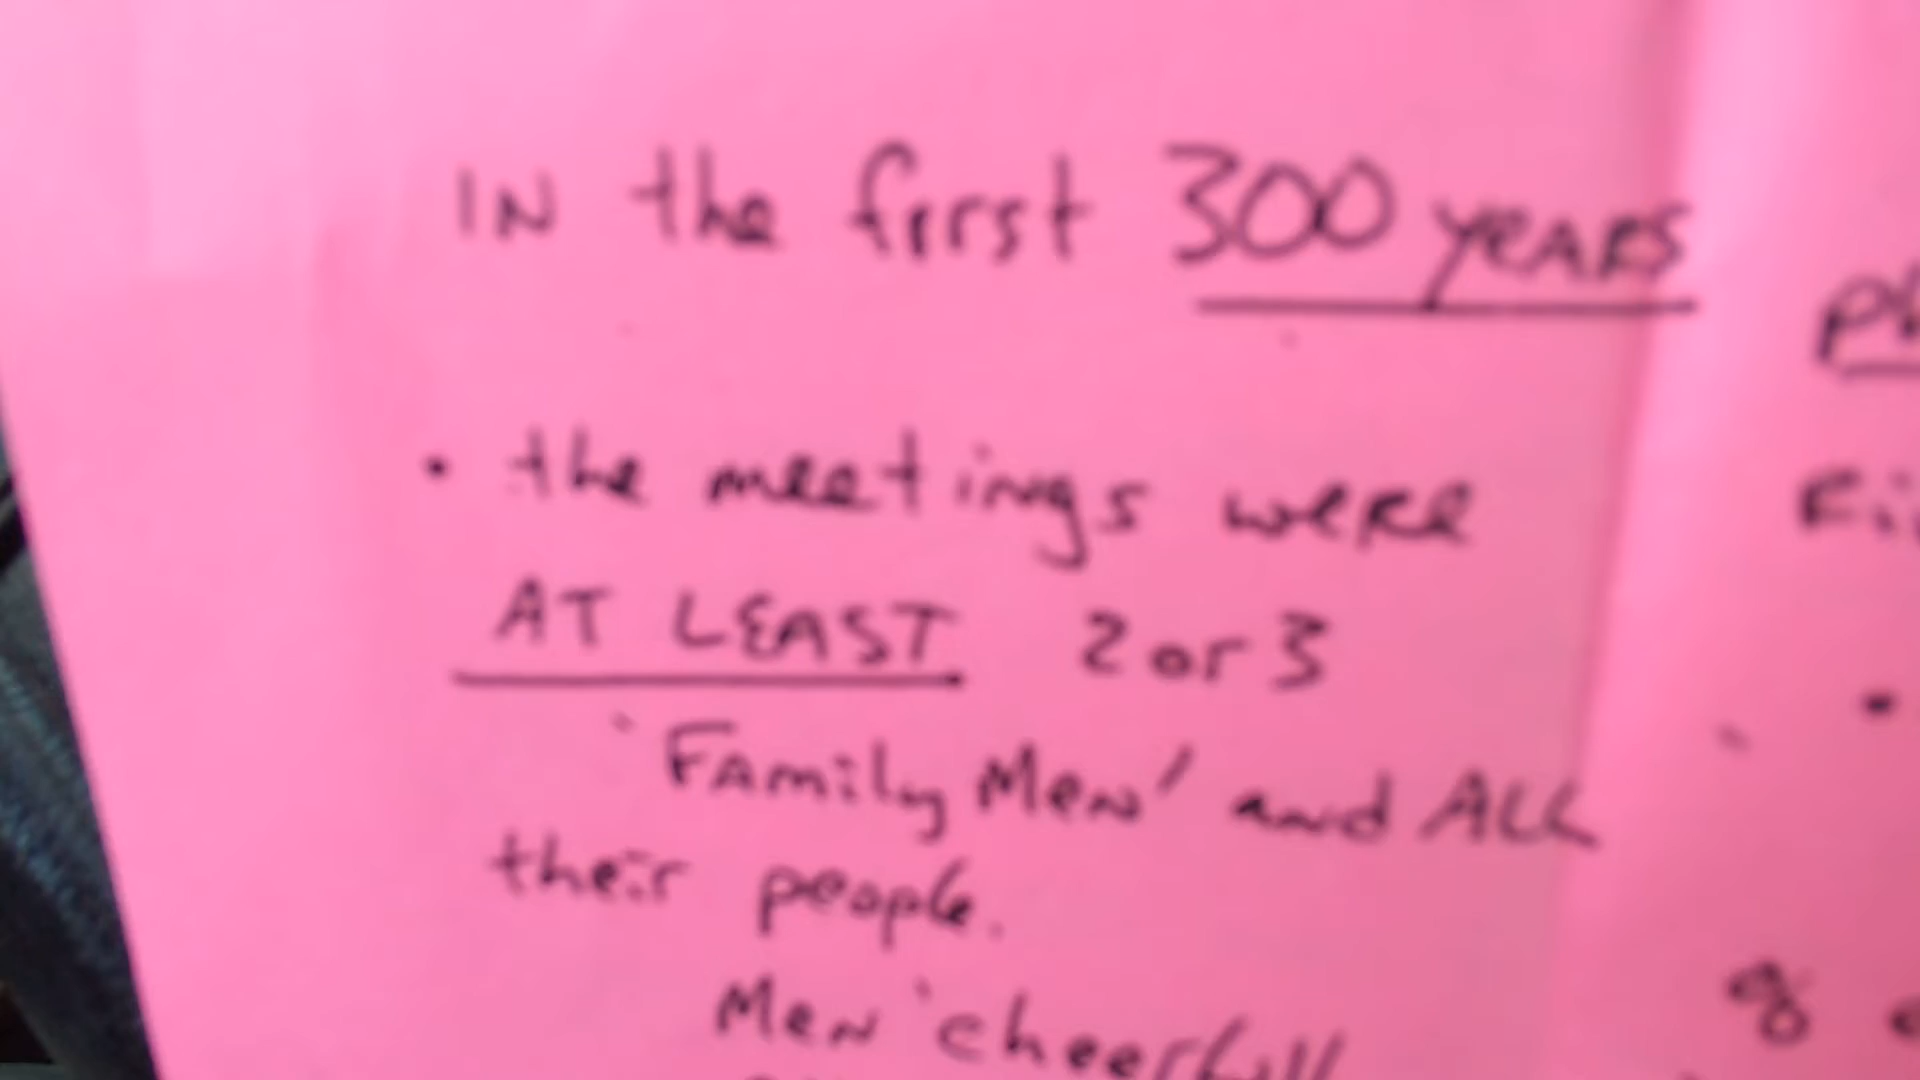 IN the first 300 years
• the meetings were
AT LEAST 2 or 3
'Family Men' and ALL
their people.
Men 'cheerful